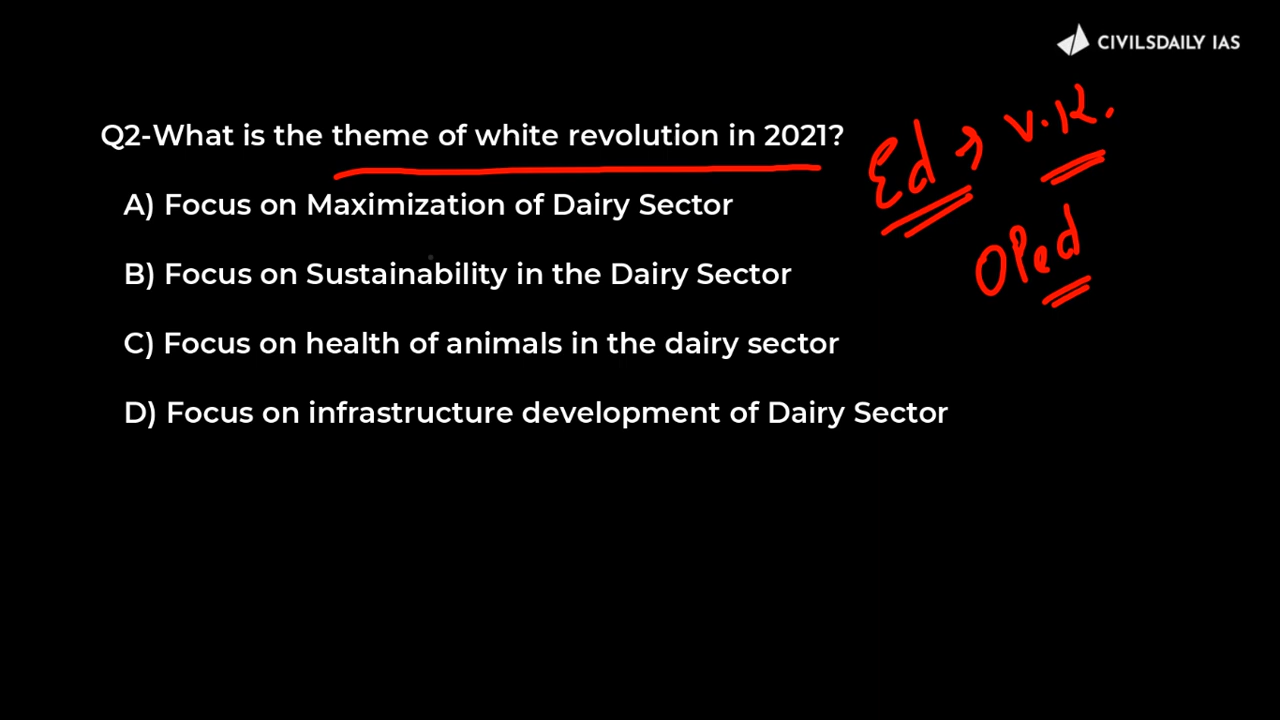 CIVILSDAILY IAS
Q2-What is the theme of white revolution in 2021?
Ed → V.K.
A) Focus on Maximization of Dairy Sector
OPed
B) Focus on Sustainability in the Dairy Sector
C) Focus on health of animals in the dairy sector
D) Focus on infrastructure development of Dairy Sector